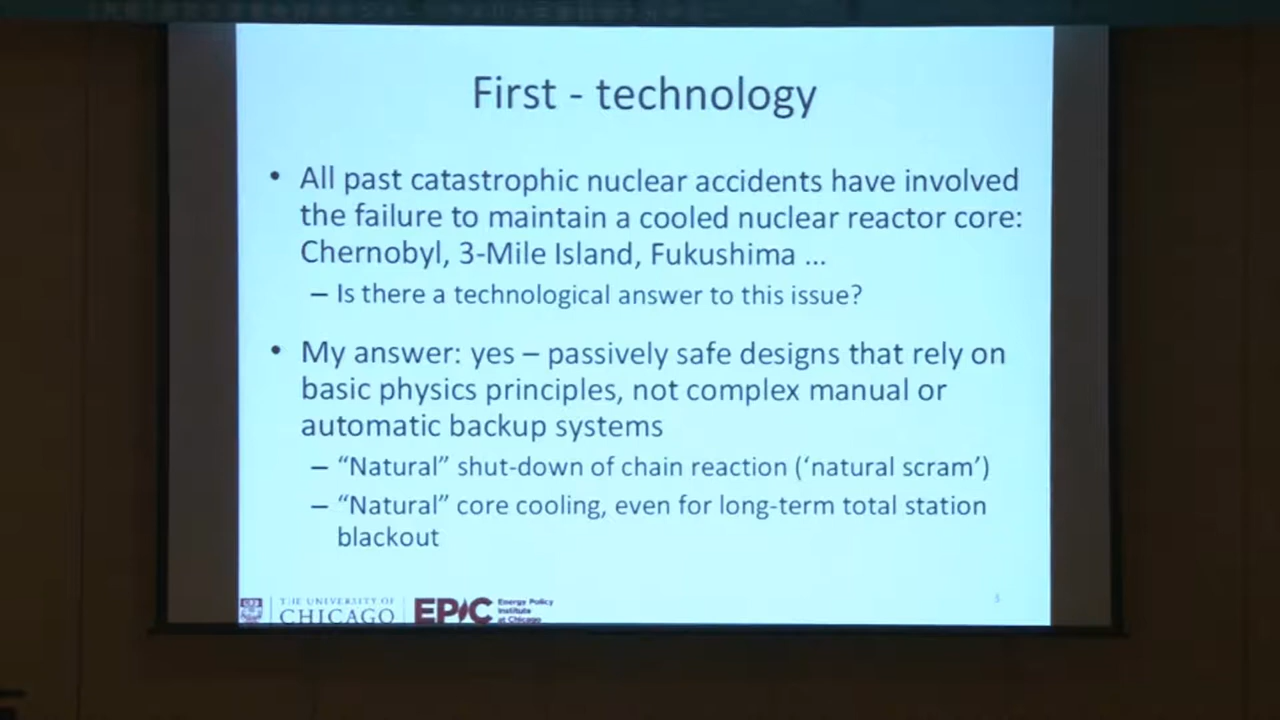 First - technology
• All past catastrophic nuclear accidents have involved
the failure to maintain a cooled nuclear reactor core:
Chernobyl, 3-Mile Island, Fukushima ...
– Is there a technological answer to this issue?
• My answer: yes – passively safe designs that rely on
basic physics principles, not complex manual or
automatic backup systems
– “Natural” shut-down of chain reaction (‘natural scram’)
– “Natural” core cooling, even for long-term total station
blackout
THE UNIVERSITY OF
CHICAGO
EPIC
Energy Policy
Institute
at Chicago